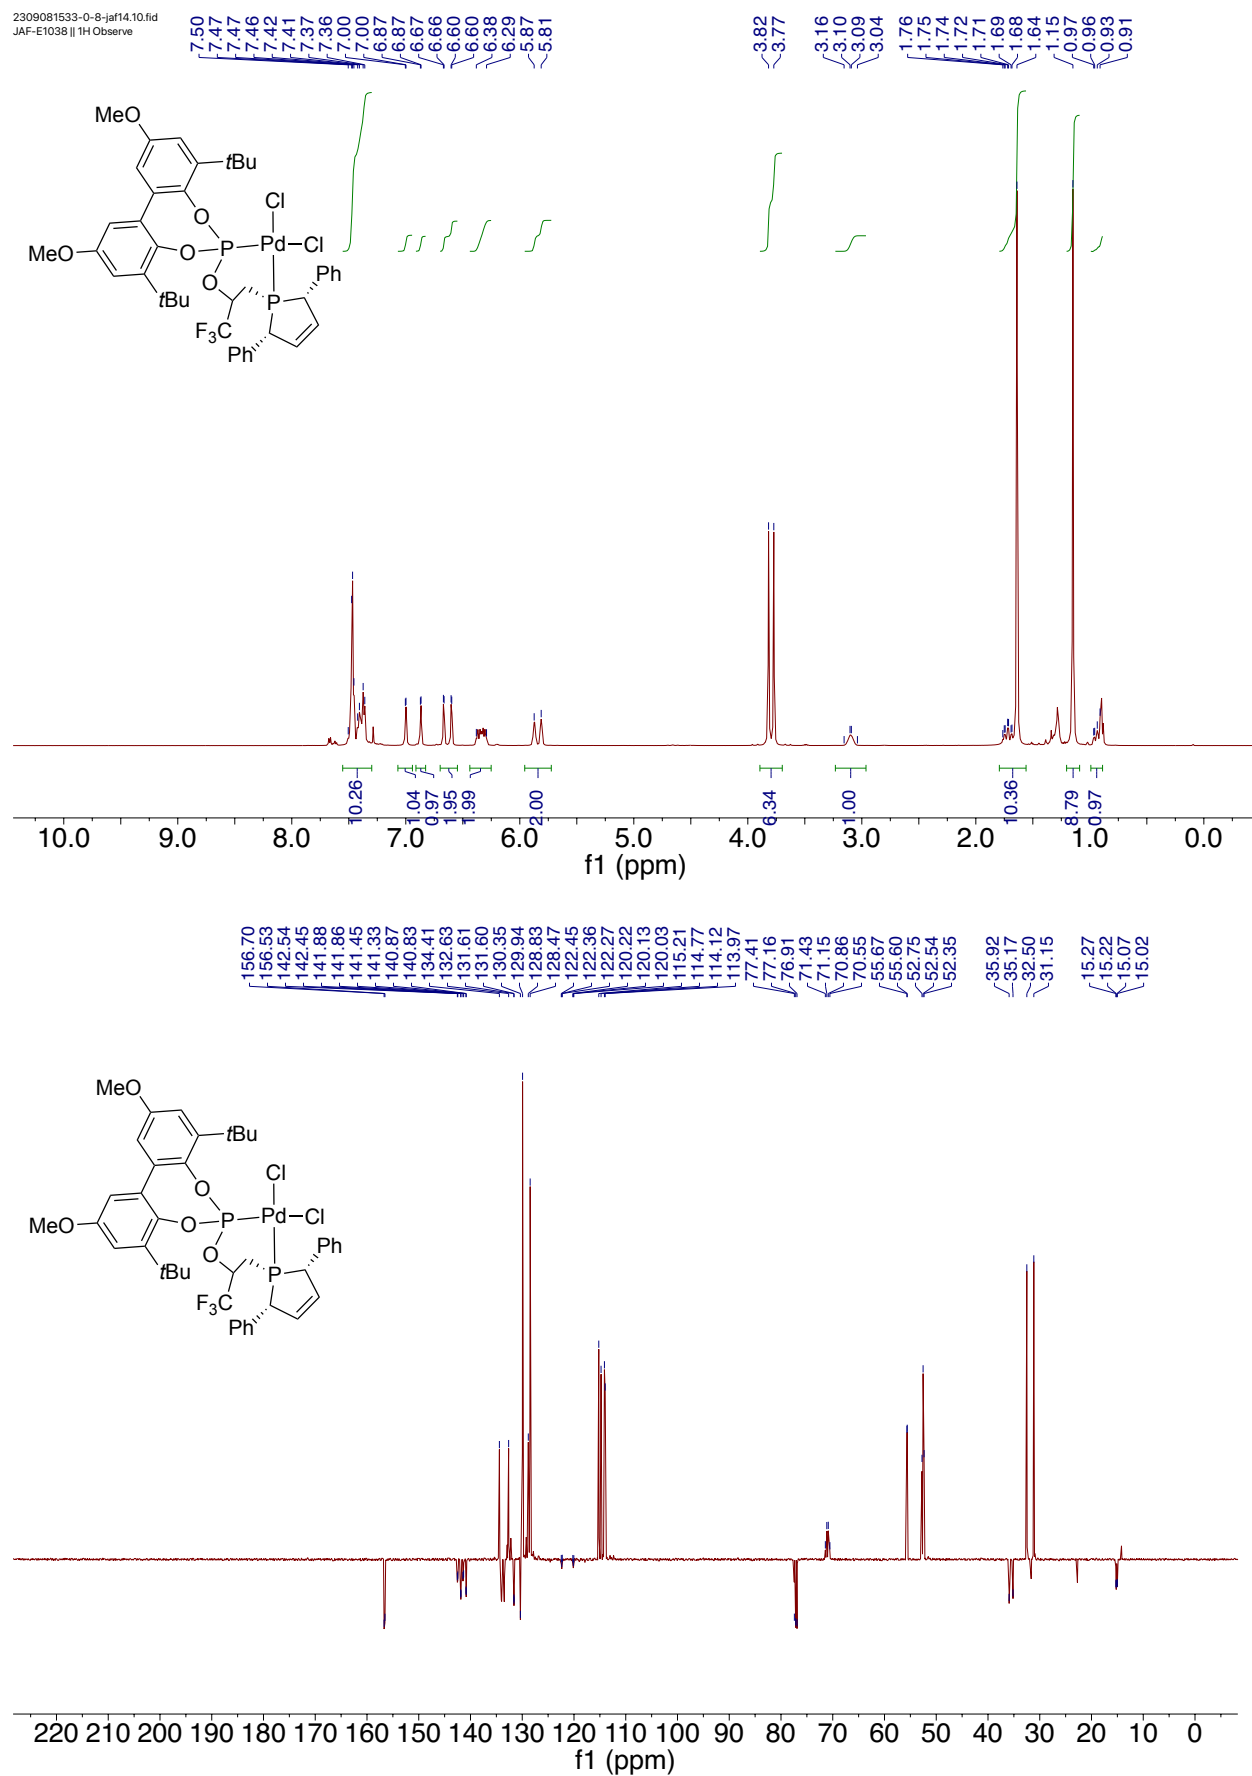 2309081533-0-8-jaf14.10.fid
JAF-E1038 || 1H Observe
7.50
7.47
7.47
7.46
7.42
7.41
7.37
7.36
7.00
7.00
6.87
6.87
6.67
6.66
6.60
6.60
6.38
6.29
5.87
5.81
3.82
3.77
3.16
3.10
3.09
3.04
1.76
1.75
1.74
1.72
1.71
1.69
1.68
1.64
1.15
0.97
0.96
0.93
0.91
MeO
tBu
Cl
O
P
Pd
Cl
MeO
O
O
Ph
tBu
P
F3C
Ph
10.26
1.04
0.97
1.95
1.99
2.00
6.34
1.00
10.36
8.79
0.97
10.0 9.0 8.0 7.0 6.0 5.0 4.0 3.0 2.0 1.0 0.0
f1 (ppm)
156.70
156.53
142.54
142.45
141.88
141.86
141.45
141.33
140.87
140.83
134.41
132.63
131.61
131.60
130.35
129.94
128.83
128.47
122.45
122.36
122.27
120.22
120.13
120.03
115.21
114.77
114.12
113.97
77.41
77.16
76.91
71.43
71.15
70.86
70.55
55.67
55.60
52.75
52.54
52.35
35.92
35.17
32.50
31.15
15.27
15.22
15.07
15.02
MeO
tBu
Cl
O
P
Pd
Cl
MeO
O
O
Ph
tBu
P
F3C
Ph
220 210 200 190 180 170 160 150 140 130 120 110 100 90 80 70 60 50 40 30 20 10 0
f1 (ppm)